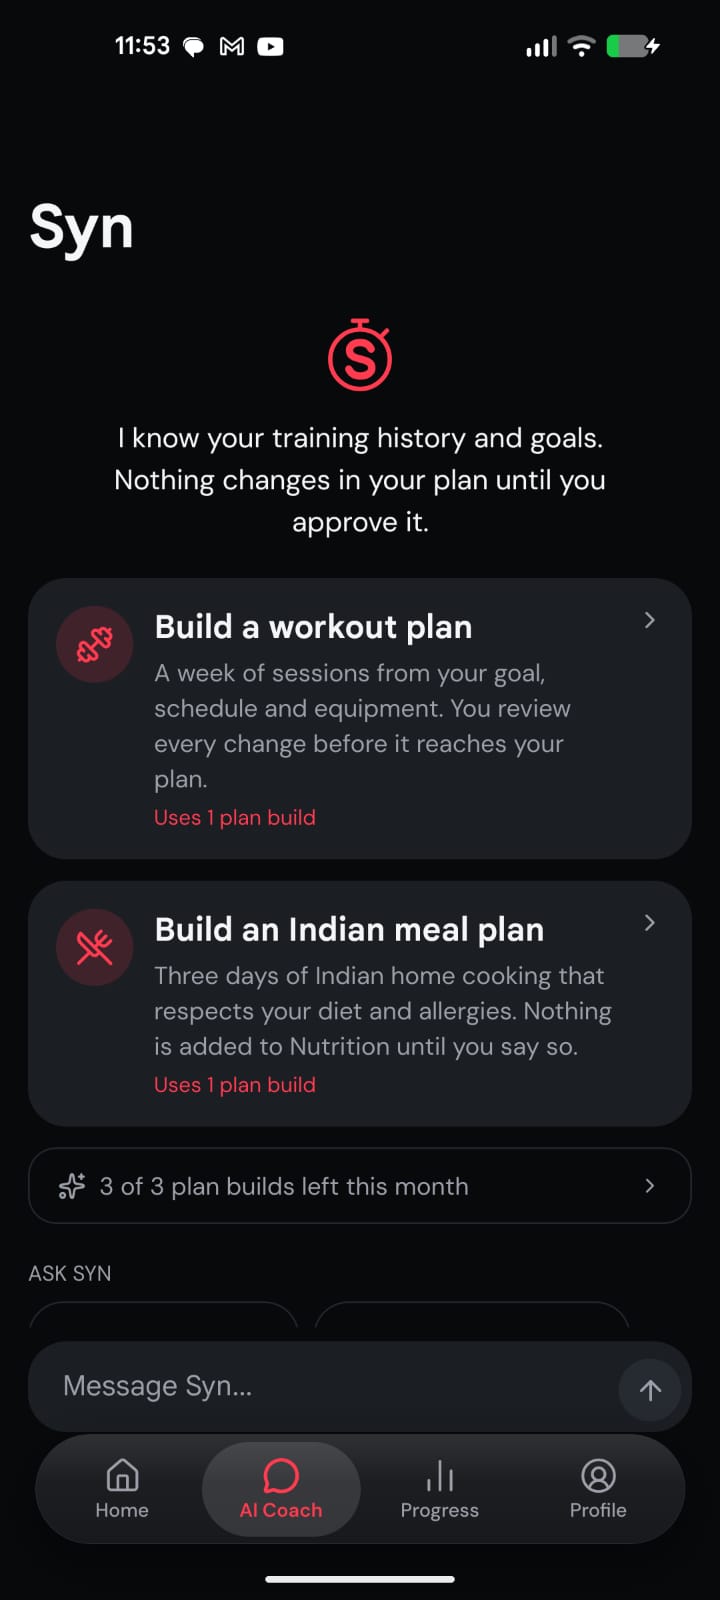 11:53
Syn
S
I know your training history and goals.
Nothing changes in your plan until you
approve it.
Build a workout plan
A week of sessions from your goal,
schedule and equipment. You review
every change before it reaches your
plan.
Uses 1 plan build
Build an Indian meal plan
Three days of Indian home cooking that
respects your diet and allergies. Nothing
is added to Nutrition until you say so.
Uses 1 plan build
3 of 3 plan builds left this month
ASK SYN
Message Syn...
Home
AI Coach
Progress
Profile